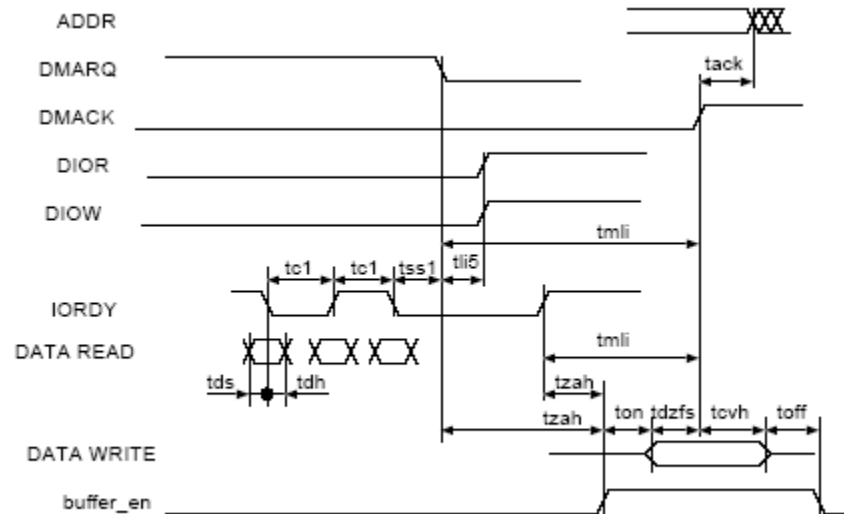 ADDR
tack
DMARQ
DMACK
DIOR
DIOW
tmli
tc1 tc1 tss1 tli5
IORDY
tmli
DATA READ
tds tdh tzah
tzah ton tdzfs tcvh toff
DATA WRITE
buffer_en